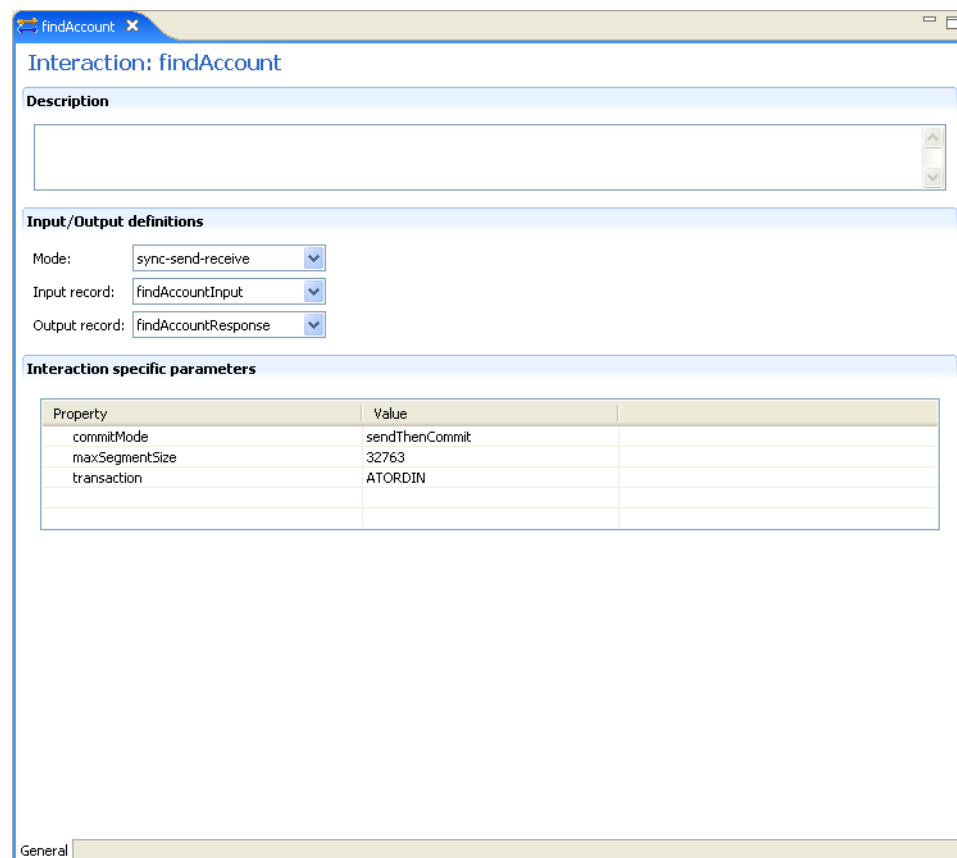 findAccount
Interaction: findAccount
Description
Input/Output definitions
Mode: sync-send-receive
Input record: findAccountInput
Output record: findAccountResponse
Interaction specific parameters
Property Value
commitMode sendThenCommit
maxSegmentSize 32763
transaction ATORDIN
General